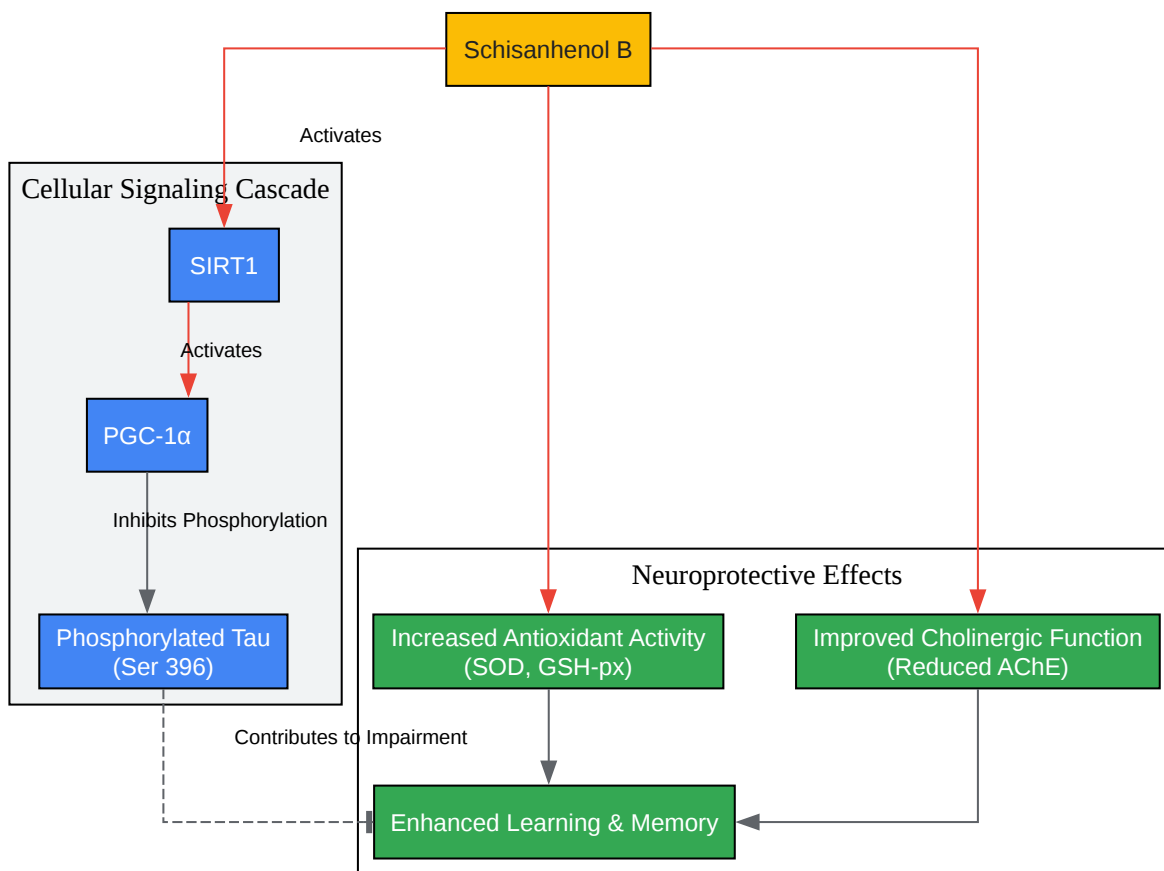 Schisanhenol B
Activates
Cellular Signaling Cascade
SIRT1
Activates
PGC-1α
Inhibits Phosphorylation
Neuroprotective Effects
Phosphorylated Tau
(Ser 396)
Increased Antioxidant Activity
(SOD, GSH-px)
Improved Cholinergic Function
(Reduced AChE)
Contributes to Impairment
Enhanced Learning & Memory